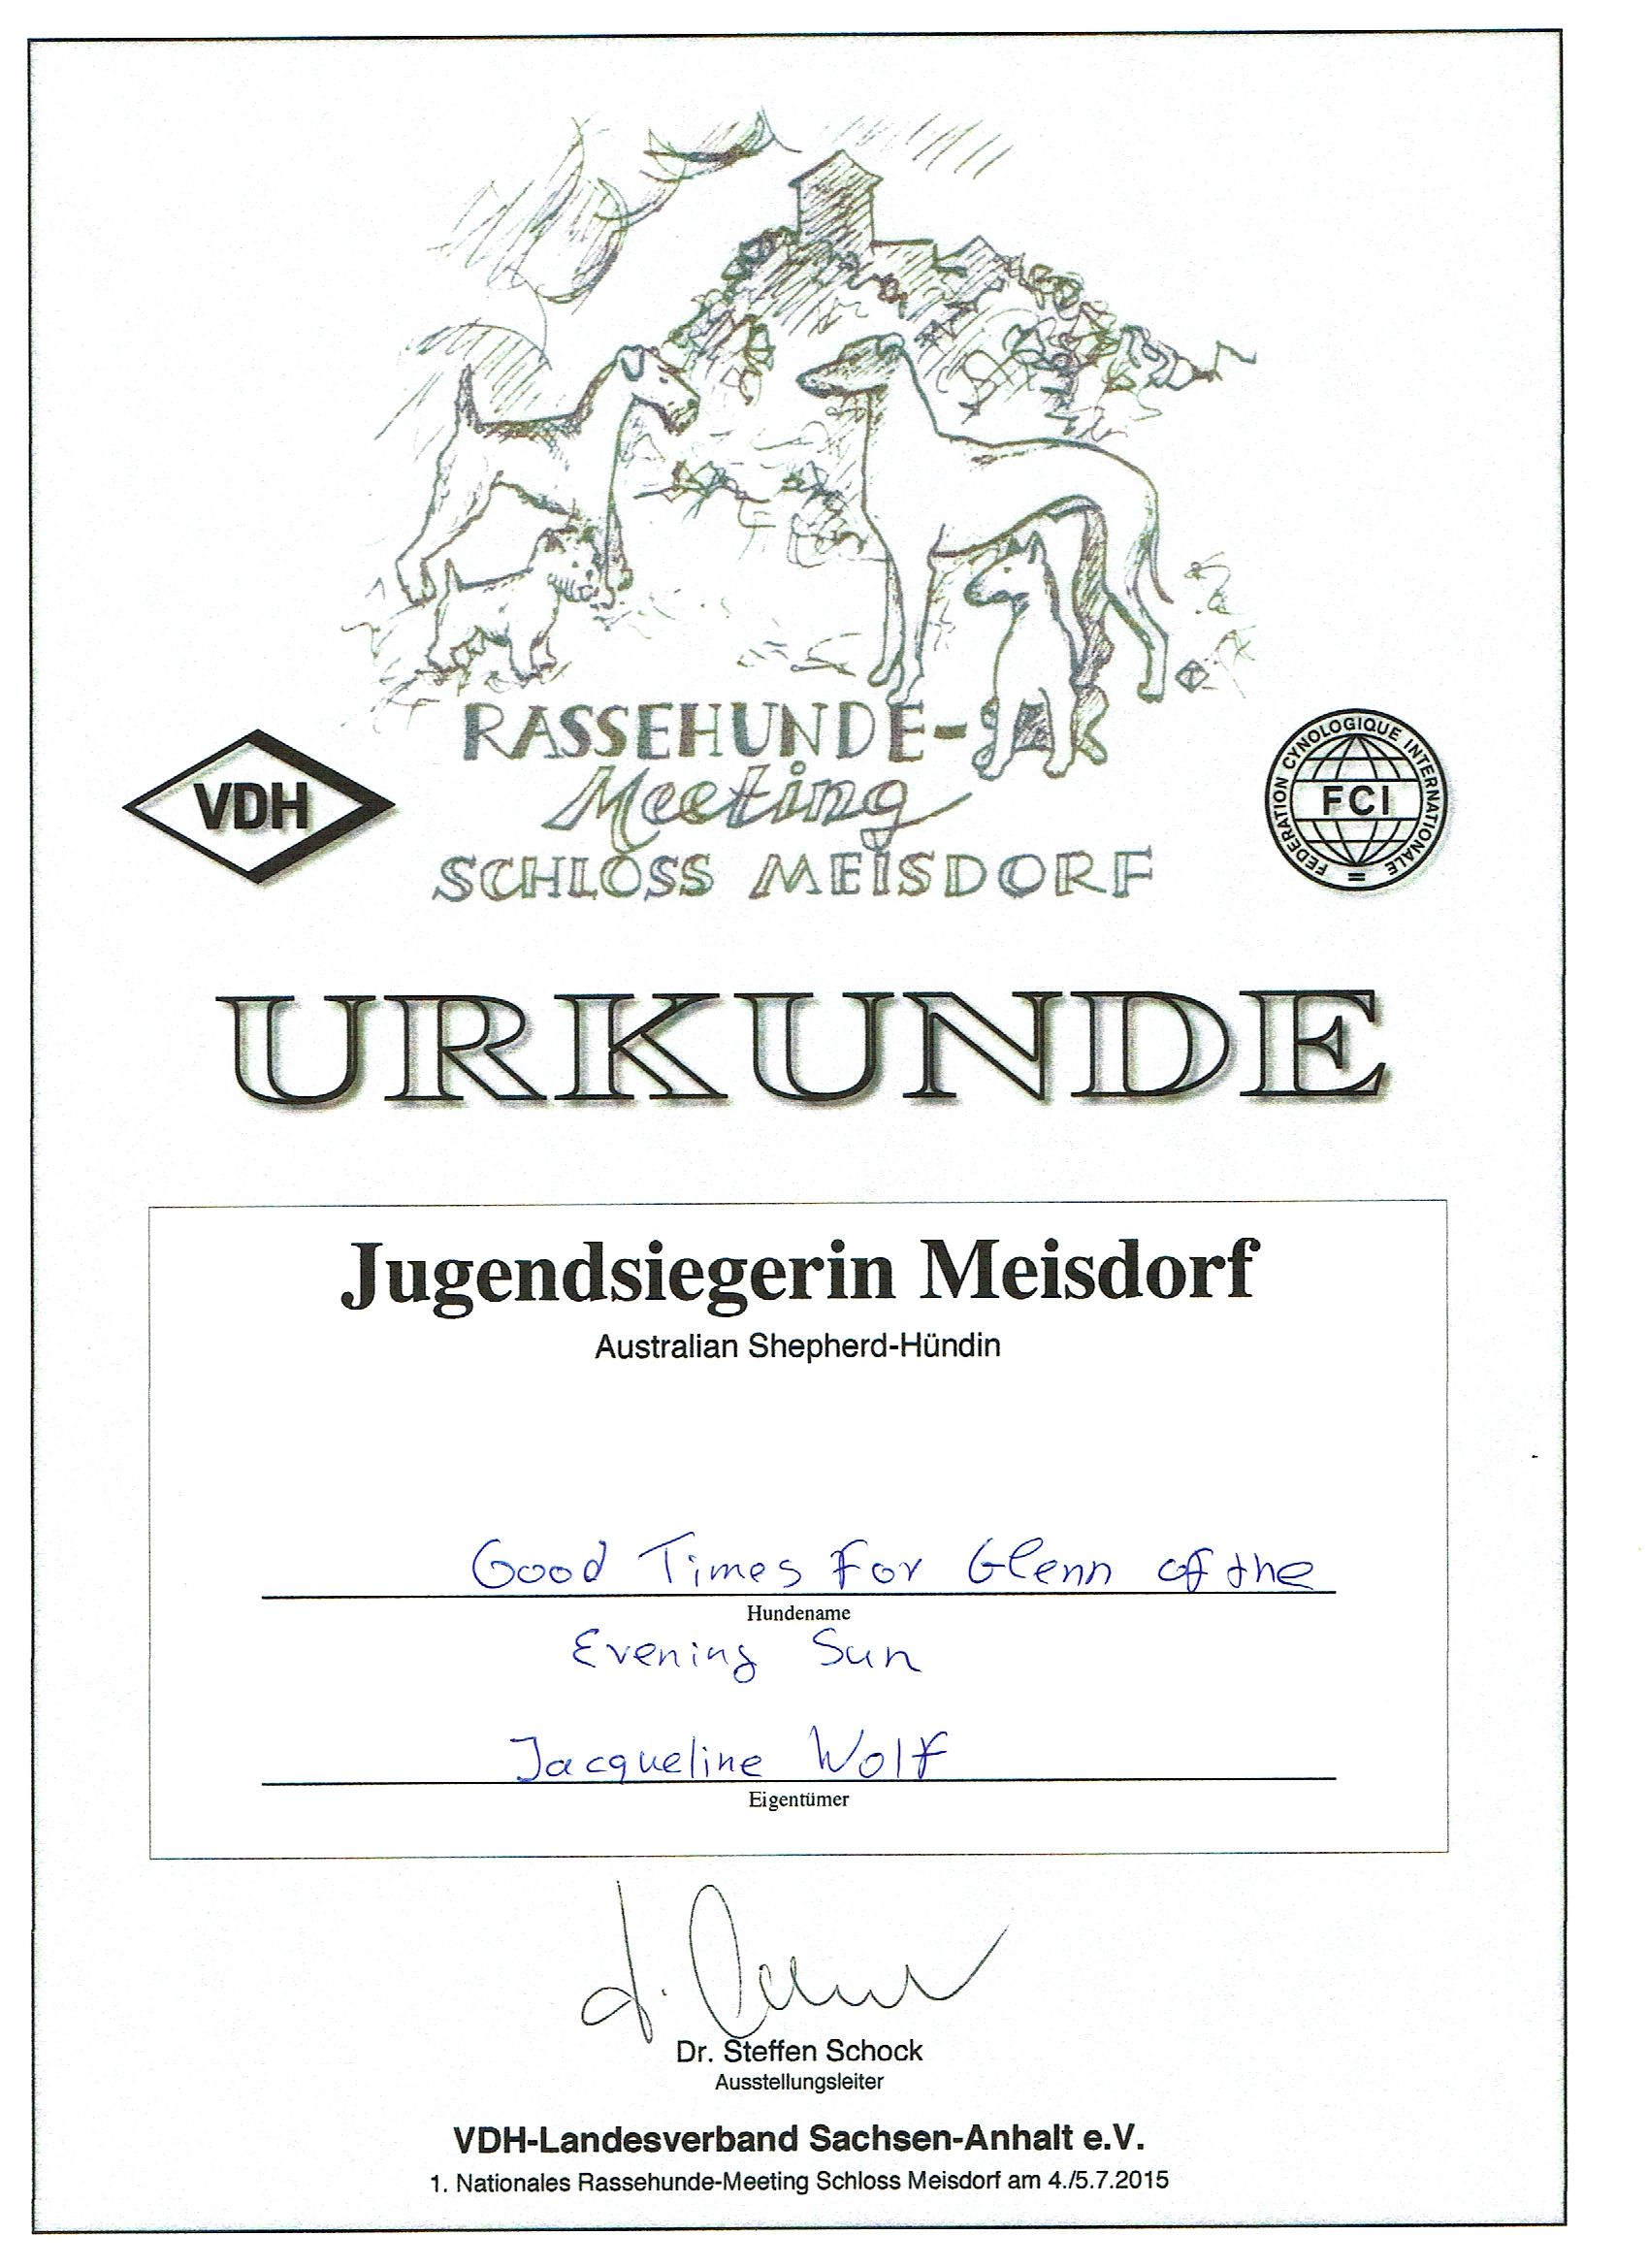 RASSEHUNDE-
Meeting
SCHLOSS MEISDORF
VDH
FEDERATION CYNOLOGIQUE INTERNATIONALE
FCI
URKUNDE
Jugendsiegerin Meisdorf
Australian Shepherd-Hündin
Good Times For Glenn of the
Hundename
Evening Sun
Jacqueline Wolf
Eigentümer
Dr. Steffen Schock
Ausstellungsleiter
VDH-Landesverband Sachsen-Anhalt e.V.
1. Nationales Rassehunde-Meeting Schloss Meisdorf am 4./5.7.2015